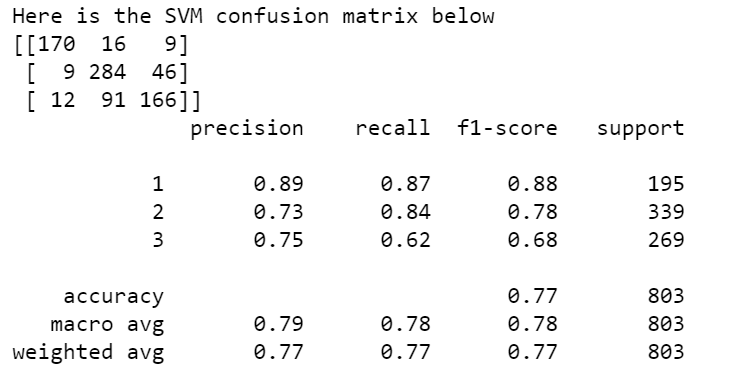 Here is the SVM confusion matrix below
[[170  16   9]
 [  9 284  46]
 [ 12  91 166]]
              precision    recall  f1-score   support

           1       0.89      0.87      0.88       195
           2       0.73      0.84      0.78       339
           3       0.75      0.62      0.68       269

    accuracy                           0.77       803
   macro avg       0.79      0.78      0.78       803
weighted avg       0.77      0.77      0.77       803